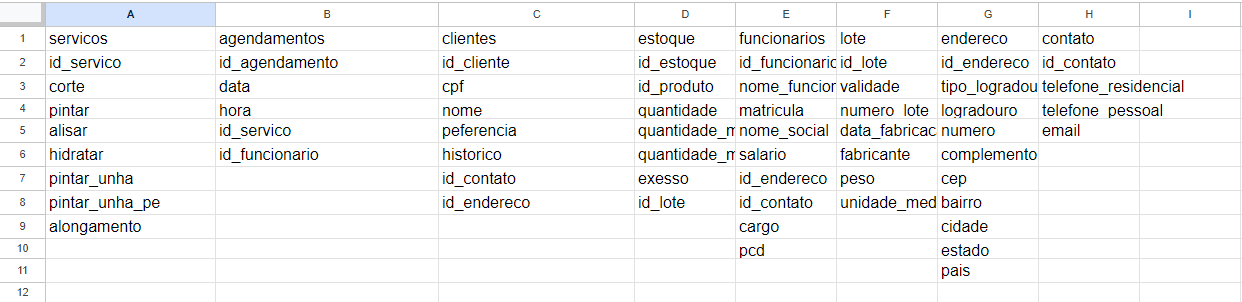 A B C D E F G H I
1 servicos agendamentos clientes estoque funcionarios lote endereco contato
2 id_servico id_agendamento id_cliente id_estoque id_funcionario id_lote id_endereco id_contato
3 corte data cpf id_produto nome_funcion validade tipo_logradou telefone_residencial
4 pintar hora nome quantidade matricula numero_lote logradouro telefone_pessoal
5 alisar id_servico peferencia quantidade_m nome_social data_fabricac numero email
6 hidratar id_funcionario historico quantidade_m salario fabricante complemento
7 pintar_unha id_contato exesso id_endereco peso cep
8 pintar_unha_pe id_endereco id_lote id_contato unidade_med bairro
9 alongamento cargo cidade
10 pcd estado
11 pais
12